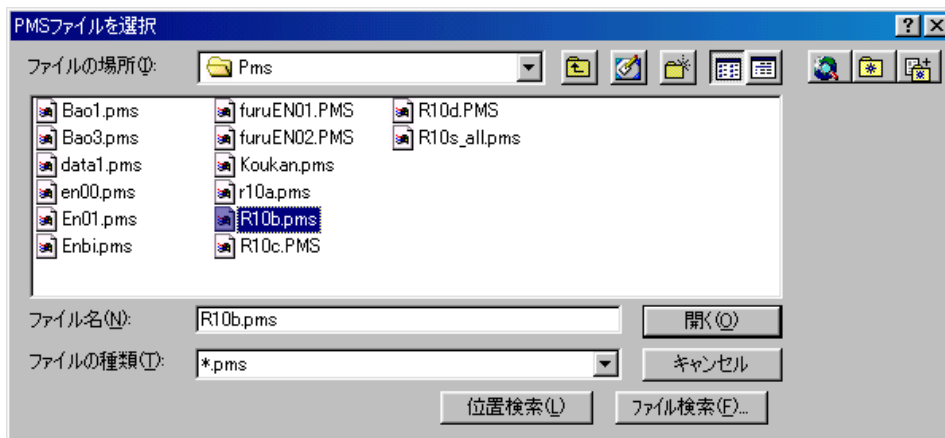 PMSファイルを選択
ファイルの場所(I):
Pms
Bao1.pms
Bao3.pms
data1.pms
en00.pms
En01.pms
Enbi.pms
furuEN01.PMS
furuEN02.PMS
Koukan.pms
r10a.pms
R10b.pms
R10c.PMS
R10d.PMS
R10s_all.pms
ファイル名(N):
R10b.pms
開く(O)
ファイルの種類(T):
*.pms
キャンセル
位置検索(L)
ファイル検索(F)...